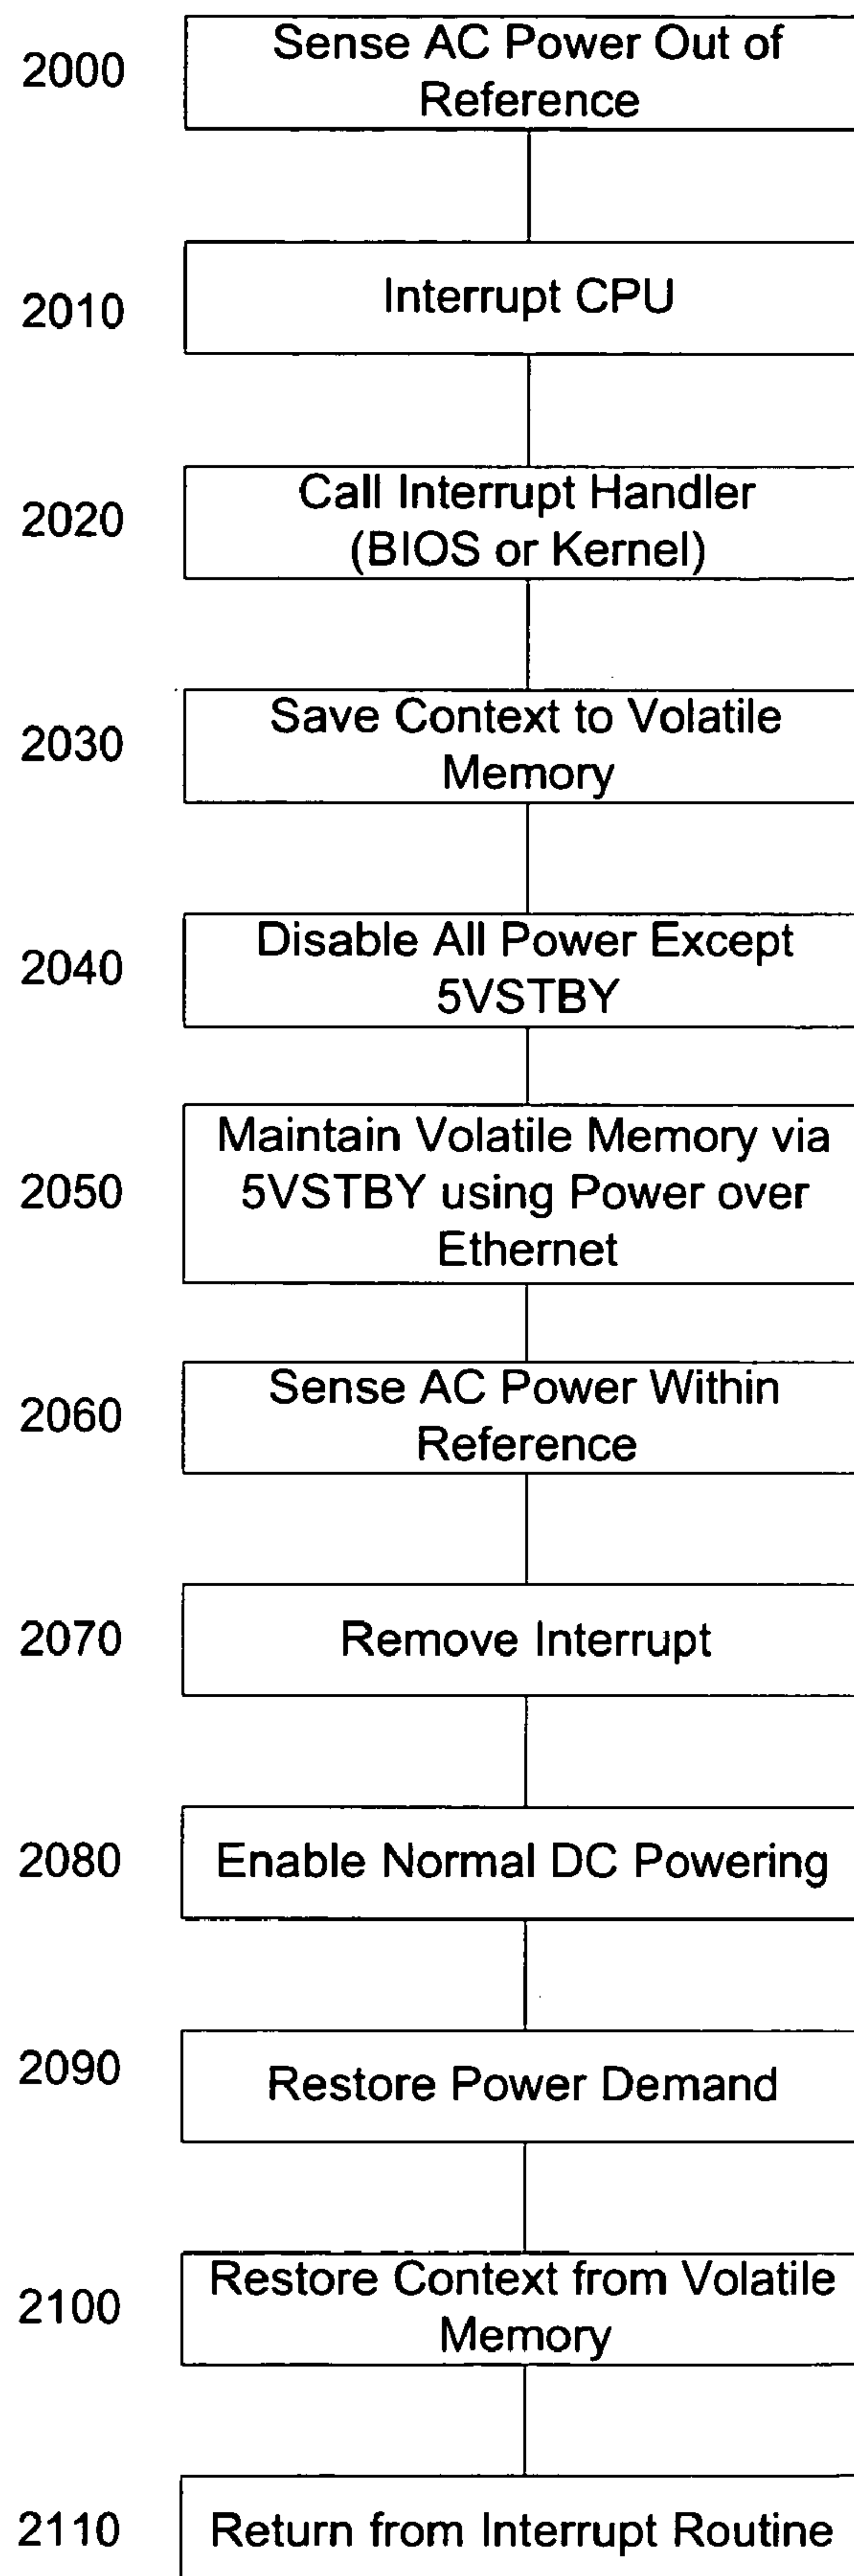 2000
Sense AC Power Out of
Reference
2010
Interrupt CPU
2020
Call Interrupt Handler
(BIOS or Kernel)
2030
Save Context to Volatile
Memory
2040
Disable All Power Except
5VSTBY
2050
Maintain Volatile Memory via
5VSTBY using Power over
Ethernet
2060
Sense AC Power Within
Reference
2070
Remove Interrupt
2080
Enable Normal DC Powering
2090
Restore Power Demand
2100
Restore Context from Volatile
Memory
2110
Return from Interrupt Routine